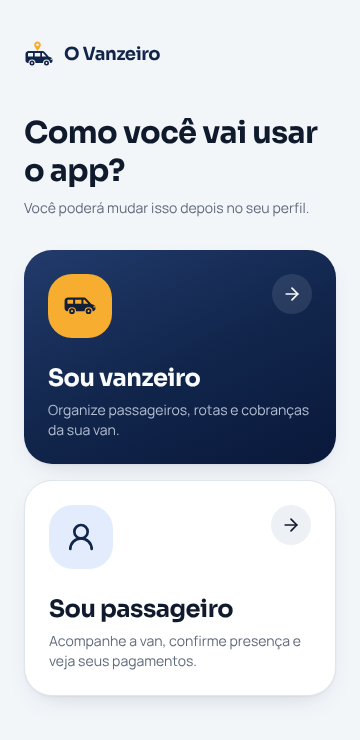 O Vanzeiro
Como você vai usar
o app?
Você poderá mudar isso depois no seu perfil.
Sou vanzeiro
Organize passageiros, rotas e cobranças
da sua van.
Sou passageiro
Acompanhe a van, confirme presença e
veja seus pagamentos.